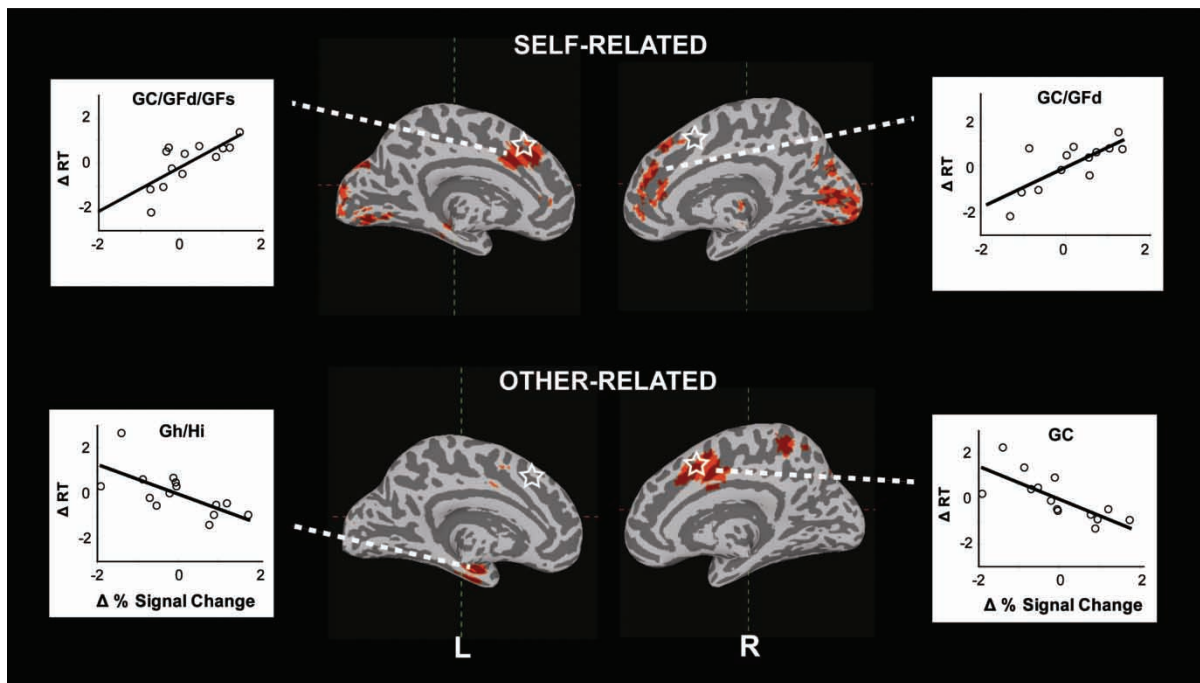 SELF-RELATED
GC/GFd/GFs
2
0
-2
Δ RT
-2 0 2
GC/GFd
2
0
-2
Δ RT
-2 0 2
OTHER-RELATED
Gh/Hi
2
0
-2
Δ RT
-2 0 2
Δ % Signal Change
GC
2
0
-2
Δ RT
-2 0 2
Δ % Signal Change
L R